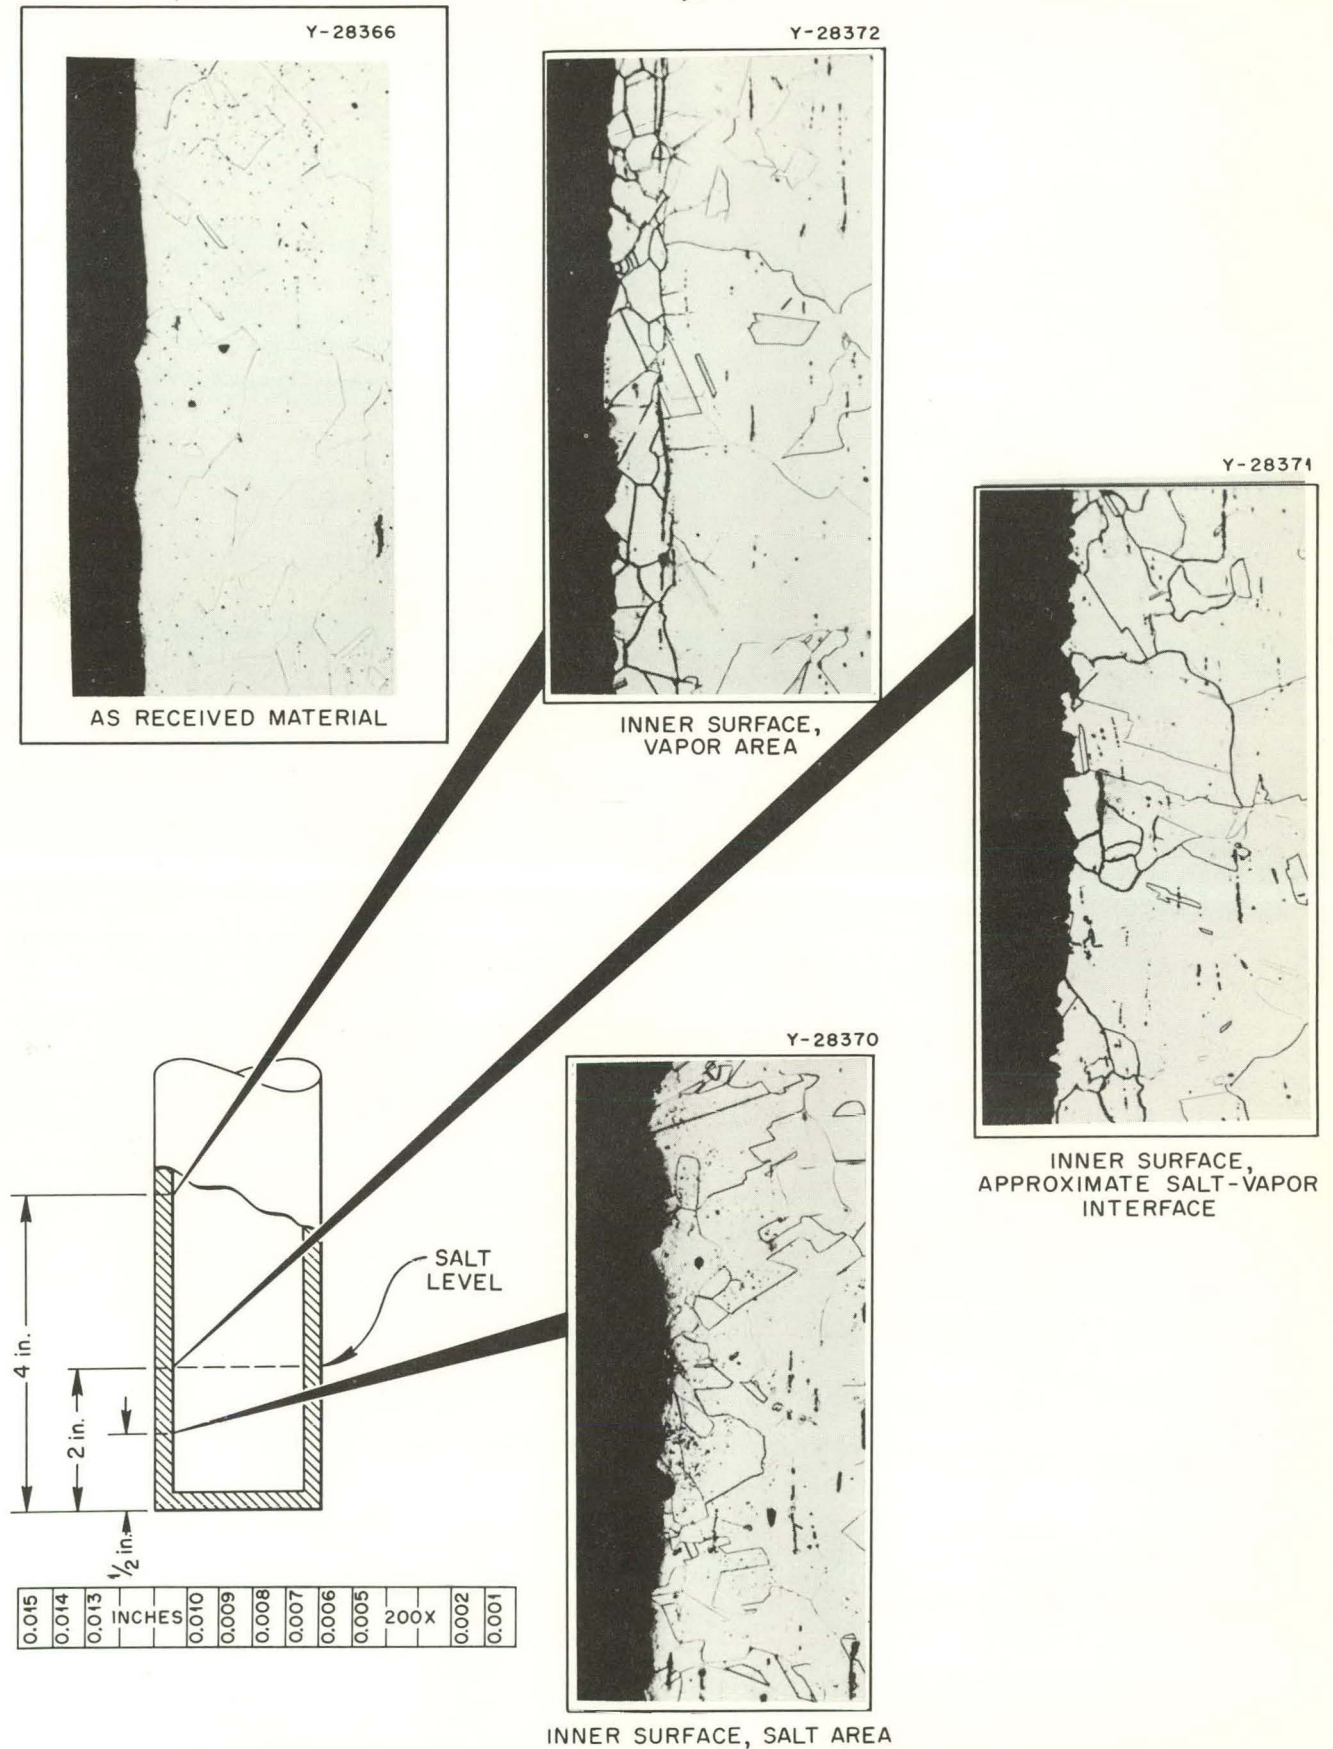 Y-28366
AS RECEIVED MATERIAL
Y-28372
INNER SURFACE,
VAPOR AREA
Y-28371
INNER SURFACE,
APPROXIMATE SALT-VAPOR
INTERFACE
Y-28370
INNER SURFACE, SALT AREA
SALT
LEVEL
4 in.
2 in.
1/2 in.
0.015 0.014 0.013 INCHES 0.010 0.009 0.008 0.007 0.006 0.005 200X 0.002 0.001